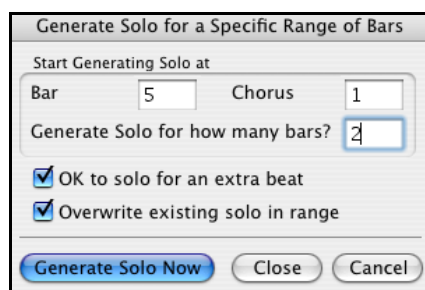 Generate Solo for a Specific Range of Bars
Start Generating Solo at
Bar 5 Chorus 1
Generate Solo for how many bars? 2
OK to solo for an extra beat
Overwrite existing solo in range
Generate Solo Now Close Cancel